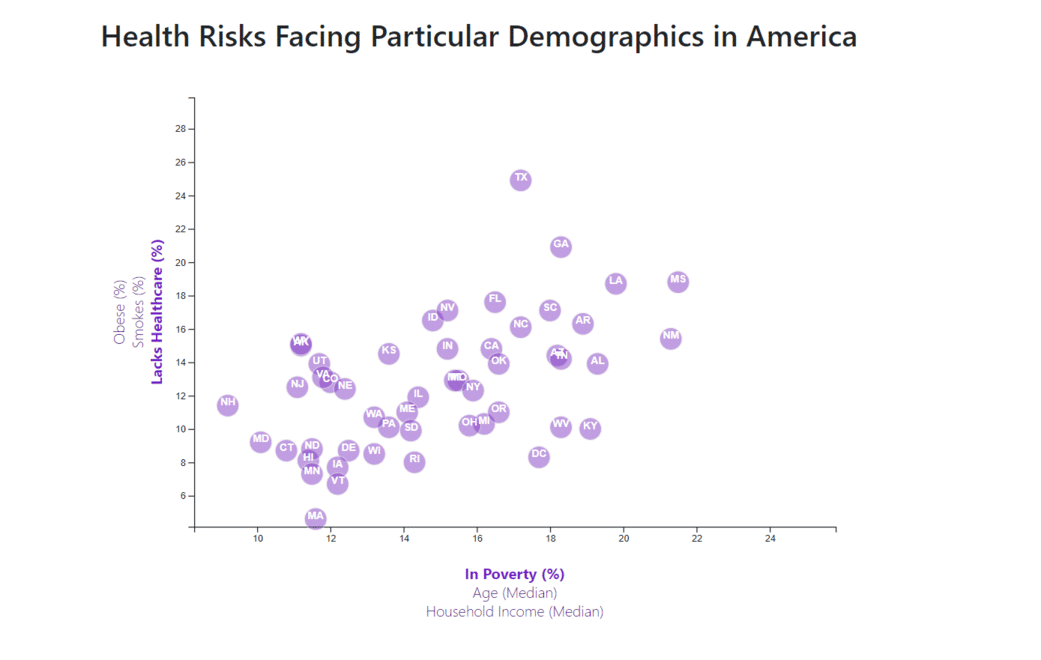 Health Risks Facing Particular Demographics in America
28
26
24
22
20
18
16
14
12
10
8
6
Obese (%)
Smokes (%)
Lacks Healthcare (%)
TX
GA
LA
MS
FL
NV
SC
ID
NC
AR
NM
AK
KS
IN
CA
OK
TN
AL
UT
VA
CO
NE
NJ
NY
IL
NH
WA
ME
OR
PA
SD
OH
MI
WV
KY
MD
CT
ND
DE
WI
HI
IA
RI
DC
MN
VT
MA
10
12
14
16
18
20
22
24
In Poverty (%)
Age (Median)
Household Income (Median)